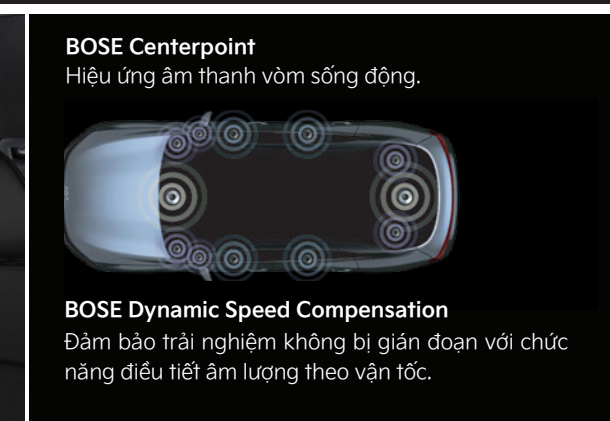 BOSE Centerpoint
Hiệu ứng âm thanh vòm sống động.
BOSE Dynamic Speed Compensation
Đảm bảo trải nghiệm không bị gián đoạn với chức
năng điều tiết âm lượng theo vận tốc.